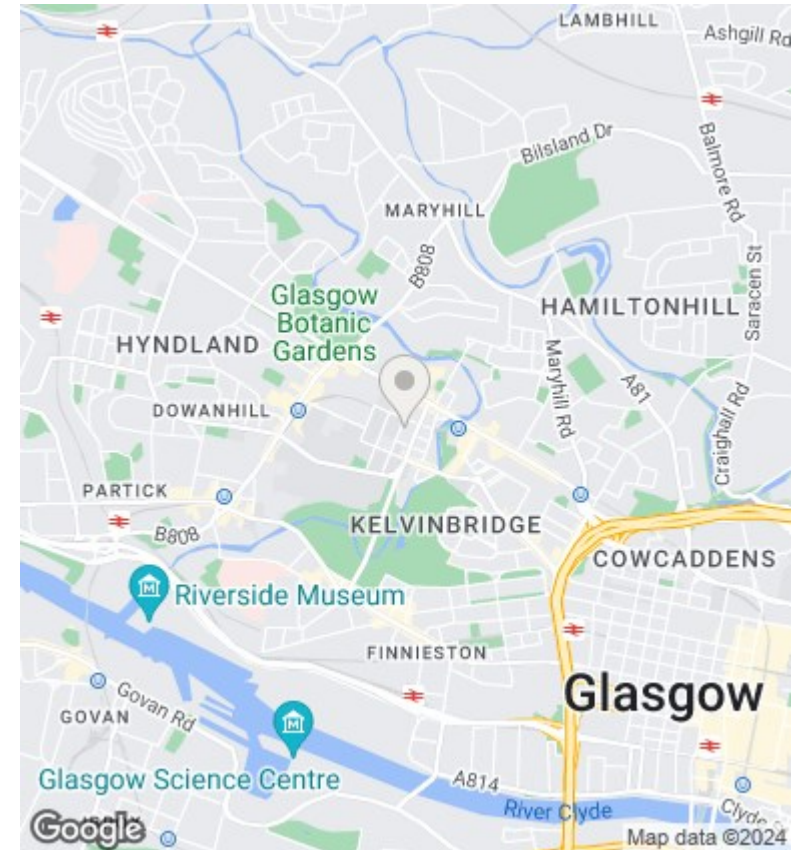 LAMBHILL
Ashgill Rd
Bilsland Dr
Balmore Rd
MARYHILL
B808
Saracen St
Glasgow
Botanic
Gardens
HAMILTONHILL
HYNDLAND
Maryhill Rd
A81
DOWANHILL
Craighall Rd
PARTICK
KELVINBRIDGE
B808
COWCADDENS
Riverside Museum
FINNIESTON
Glasgow
GOVAN
Govan Rd
Glasgow Science Centre
A814
River Clyde
Clyde
Google
Map data ©2024